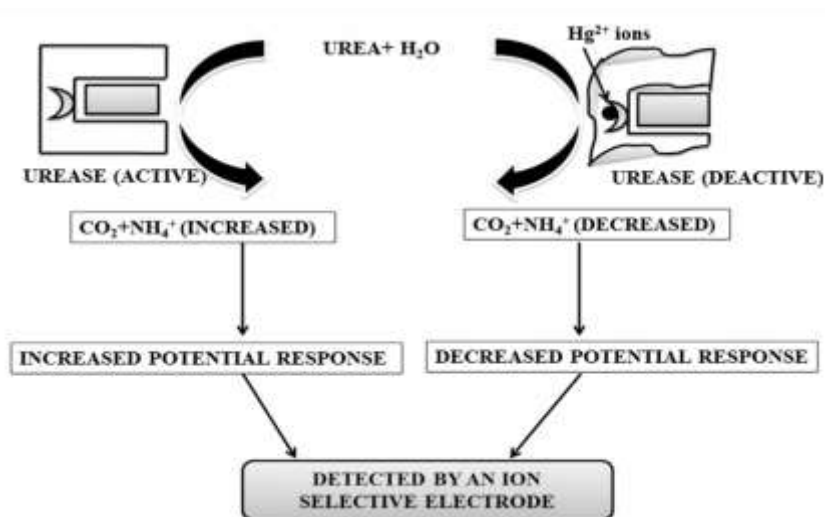 UREA+ H₂O
Hg²⁺ ions
UREASE (ACTIVE)
UREASE (DEACTIVE)
CO₂+NH₄⁺ (INCREASED)
CO₂+NH₄⁺ (DECREASED)
INCREASED POTENTIAL RESPONSE
DECREASED POTENTIAL RESPONSE
DETECTED BY AN ION
SELECTIVE ELECTRODE